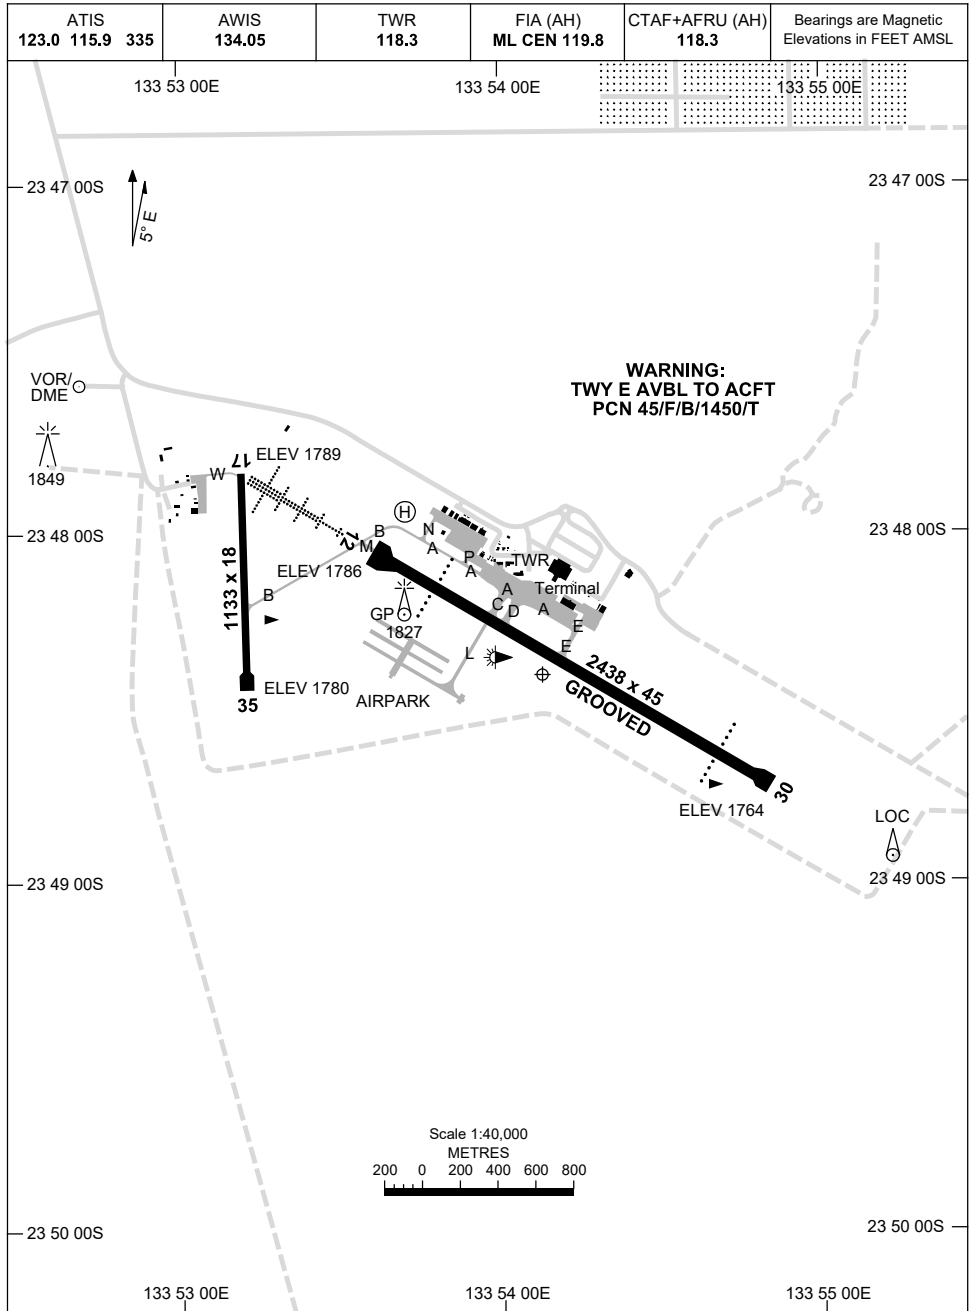 ATIS
123.0 115.9 335
AWIS
134.05
TWR
118.3
FIA (AH)
ML CEN 119.8
CTAF+AFRU (AH)
118.3
Bearings are Magnetic
Elevations in FEET AMSL
133 53 00E
133 54 00E
133 55 00E
23 47 00S
23 47 00S
5° E
VOR/
DME
WARNING:
TWY E AVBL TO ACFT
PCN 45/F/B/1450/T
1849
W
17
ELEV 1789
H
23 48 00S
23 48 00S
12
M
B
N
A
P
A
TWR
ELEV 1786
A
Terminal
1133 x 18
B
GP
1827
C
D
A
E
E
L
2438 x 45
GROOVED
ELEV 1780
35
AIRPARK
30
ELEV 1764
LOC
23 49 00S
23 49 00S
Scale 1:40,000
METRES
200 0 200 400 600 800
23 50 00S
23 50 00S
133 53 00E
133 54 00E
133 55 00E